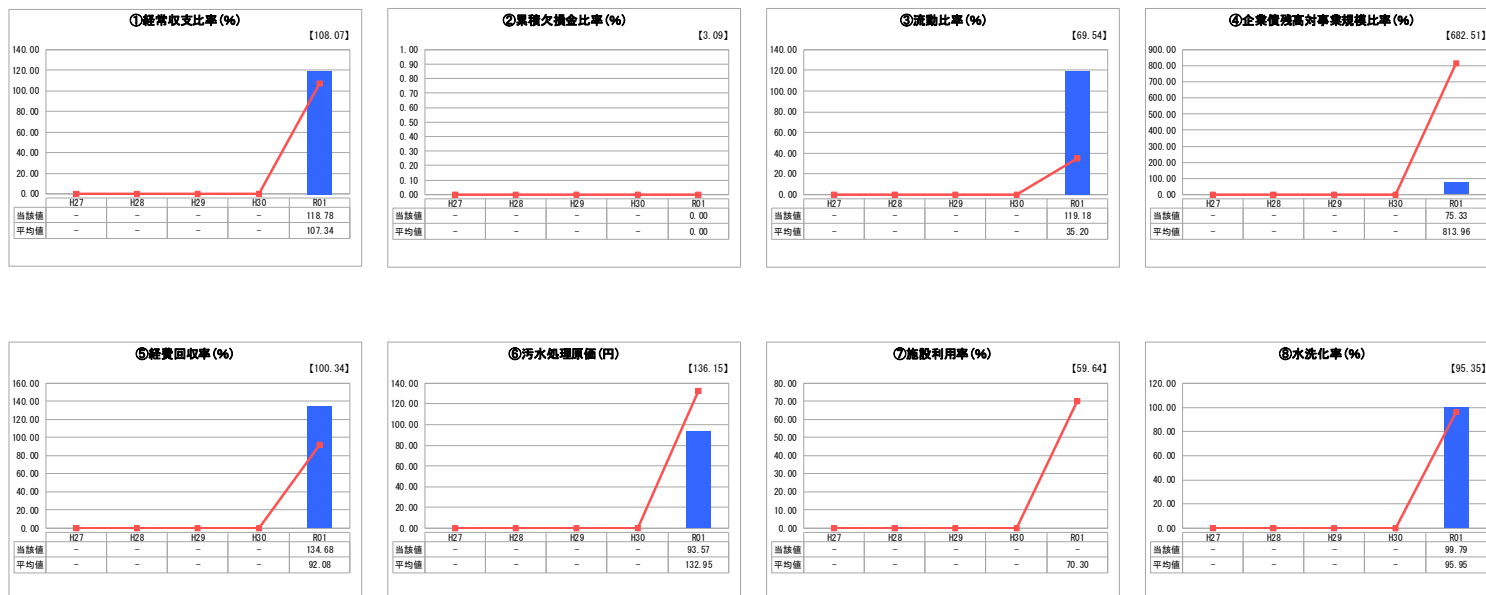 ①経常収支比率(%)
【108.07】
140.00
120.00
100.00
80.00
60.00
40.00
20.00
0.00
H27 H28 H29 H30 R01
当該値 - - - - 118.78
平均値 - - - - 107.34
②累積欠損金比率(%)
【3.09】
1.00
0.90
0.80
0.70
0.60
0.50
0.40
0.30
0.20
0.10
0.00
H27 H28 H29 H30 R01
当該値 - - - - 0.00
平均値 - - - - 0.00
③流動比率(%)
【69.54】
140.00
120.00
100.00
80.00
60.00
40.00
20.00
0.00
H27 H28 H29 H30 R01
当該値 - - - - 119.18
平均値 - - - - 35.20
④企業債残高対事業規模比率(%)
【682.51】
900.00
800.00
700.00
600.00
500.00
400.00
300.00
200.00
100.00
0.00
H27 H28 H29 H30 R01
当該値 - - - - 75.33
平均値 - - - - 813.96
⑤経費回収率(%)
【100.34】
160.00
140.00
120.00
100.00
80.00
60.00
40.00
20.00
0.00
H27 H28 H29 H30 R01
当該値 - - - - 134.68
平均値 - - - - 92.08
⑥汚水処理原価(円)
【136.15】
140.00
120.00
100.00
80.00
60.00
40.00
20.00
0.00
H27 H28 H29 H30 R01
当該値 - - - - 93.57
平均値 - - - - 132.95
⑦施設利用率(%)
【59.64】
80.00
70.00
60.00
50.00
40.00
30.00
20.00
10.00
0.00
H27 H28 H29 H30 R01
当該値 - - - - -
平均値 - - - - 70.30
⑧水洗化率(%)
【95.35】
120.00
100.00
80.00
60.00
40.00
20.00
0.00
H27 H28 H29 H30 R01
当該値 - - - - 99.79
平均値 - - - - 95.95